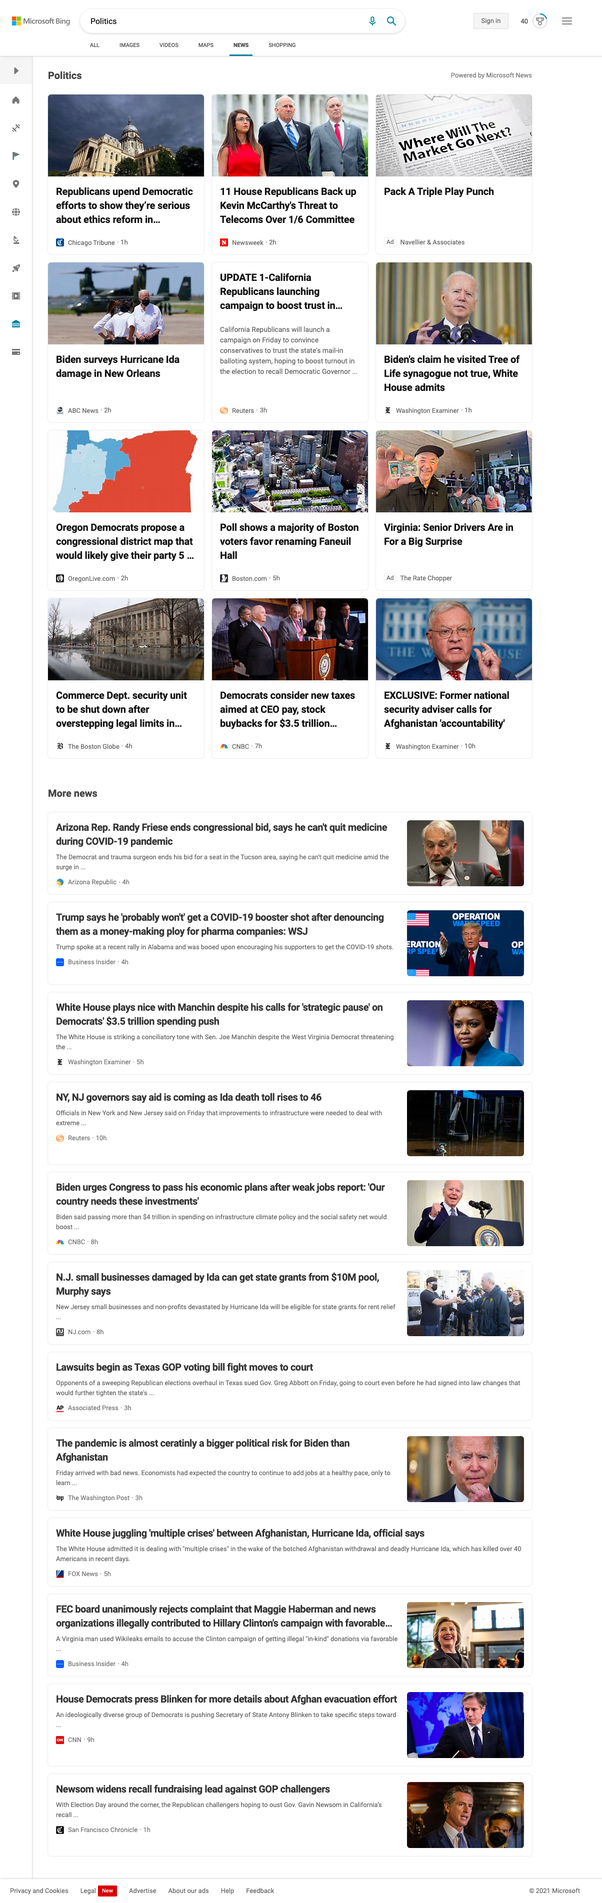 Microsoft Bing
Politics
Sign in
40
ALL IMAGES VIDEOS MAPS NEWS SHOPPING
Politics
Powered by Microsoft News
Where Will The
Market Go Next?
Republicans upend Democratic
efforts to show they're serious
about ethics reform in...
Chicago Tribune · 1h
11 House Republicans Back up
Kevin McCarthy's Threat to
Telecoms Over 1/6 Committee
Newsweek · 2h
Pack A Triple Play Punch
Ad Navellier & Associates
Biden surveys Hurricane Ida
damage in New Orleans
ABC News · 2h
UPDATE 1-California
Republicans launching
campaign to boost trust in...
California Republicans will launch a
campaign on Friday to convince
conservatives to trust the state's mail-in
balloting system, hoping to boost turnout in
the election to recall Democratic Governor ...
Reuters · 3h
Biden's claim he visited Tree of
Life synagogue not true, White
House admits
Washington Examiner · 1h
Oregon Democrats propose a
congressional district map that
would likely give their party 5 ...
OregonLive.com · 2h
Poll shows a majority of Boston
voters favor renaming Faneuil
Hall
Boston.com · 5h
Virginia: Senior Drivers Are in
For a Big Surprise
Ad The Rate Chopper
Commerce Dept. security unit
to be shut down after
overstepping legal limits in...
The Boston Globe · 4h
Democrats consider new taxes
aimed at CEO pay, stock
buybacks for $3.5 trillion...
CNBC · 7h
EXCLUSIVE: Former national
security adviser calls for
Afghanistan 'accountability'
Washington Examiner · 10h
More news
Arizona Rep. Randy Friese ends congressional bid, says he can't quit medicine
during COVID-19 pandemic
The Democrat and trauma surgeon ends his bid for a seat in the Tucson area, saying he can't quit medicine amid the
surge in ...
Arizona Republic · 4h
Trump says he 'probably won't' get a COVID-19 booster shot after denouncing
them as a money-making ploy for pharma companies: WSJ
Trump spoke at a recent rally in Alabama and was booed upon encouraging his supporters to get the COVID-19 shots.
Business Insider · 4h
OPERATION
White House plays nice with Manchin despite his calls for 'strategic pause' on
Democrats' $3.5 trillion spending push
The White House is striking a conciliatory tone with Sen. Joe Manchin despite the West Virginia Democrat threatening
the ...
Washington Examiner · 5h
NY, NJ governors say aid is coming as Ida death toll rises to 46
Officials in New York and New Jersey said on Friday that improvements to infrastructure were needed to deal with
extreme ...
Reuters · 10h
Biden urges Congress to pass his economic plans after weak jobs report: 'Our
country needs these investments'
Biden said passing more than $4 trillion in spending on infrastructure climate policy and the social safety net would
boost ...
CNBC · 8h
N.J. small businesses damaged by Ida can get state grants from $10M pool,
Murphy says
New Jersey small businesses and non-profits devastated by Hurricane Ida will be eligible for state grants for rent relief
...
NJ.com · 8h
Lawsuits begin as Texas GOP voting bill fight moves to court
Opponents of a sweeping Republican elections overhaul in Texas sued Gov. Greg Abbott on Friday, going to court even before he had signed into law changes that
would further tighten the state's ...
AP Associated Press · 3h
The pandemic is almost ceratinly a bigger political risk for Biden than
Afghanistan
Friday arrived with bad news. Economists had expected the country to continue to add jobs at a healthy pace, only to
learn ...
The Washington Post · 3h
White House juggling 'multiple crises' between Afghanistan, Hurricane Ida, official says
The White House admitted it is dealing with "multiple crises" in the wake of the botched Afghanistan withdrawal and deadly Hurricane Ida, which has killed over 40
Americans in recent days.
FOX News · 5h
FEC board unanimously rejects complaint that Maggie Haberman and news
organizations illegally contributed to Hillary Clinton's campaign with favorable...
A Virginia man used Wikileaks emails to accuse the Clinton campaign of getting illegal "in-kind" donations via favorable
...
Business Insider · 4h
House Democrats press Blinken for more details about Afghan evacuation effort
An ideologically diverse group of Democrats is pushing Secretary of State Antony Blinken to take specific steps toward
...
CNN · 9h
Newsom widens recall fundraising lead against GOP challengers
With Election Day around the corner, the Republican challengers hoping to oust Gov. Gavin Newsom in California's
recall ...
San Francisco Chronicle · 1h
Privacy and Cookies Legal New Advertise About our ads Help Feedback © 2021 Microsoft